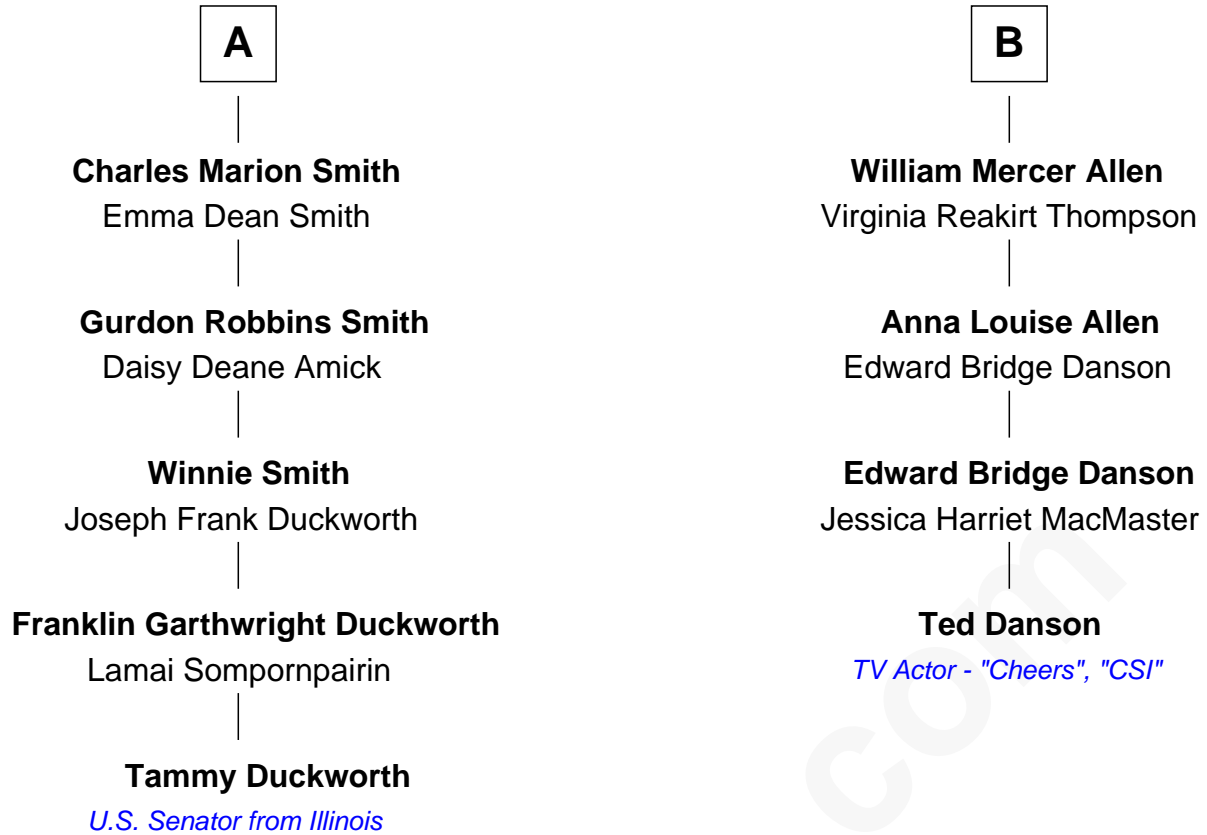 A
Charles Marion Smith
Emma Dean Smith
Gurdon Robbins Smith
Daisy Deane Amick
Winnie Smith
Joseph Frank Duckworth
Franklin Garthwright Duckworth
Lamai Sompornpairin
Tammy Duckworth
U.S. Senator from Illinois
B
William Mercer Allen
Virginia Reakirt Thompson
Anna Louise Allen
Edward Bridge Danson
Edward Bridge Danson
Jessica Harriet MacMaster
Ted Danson
TV Actor - "Cheers", "CSI"
com